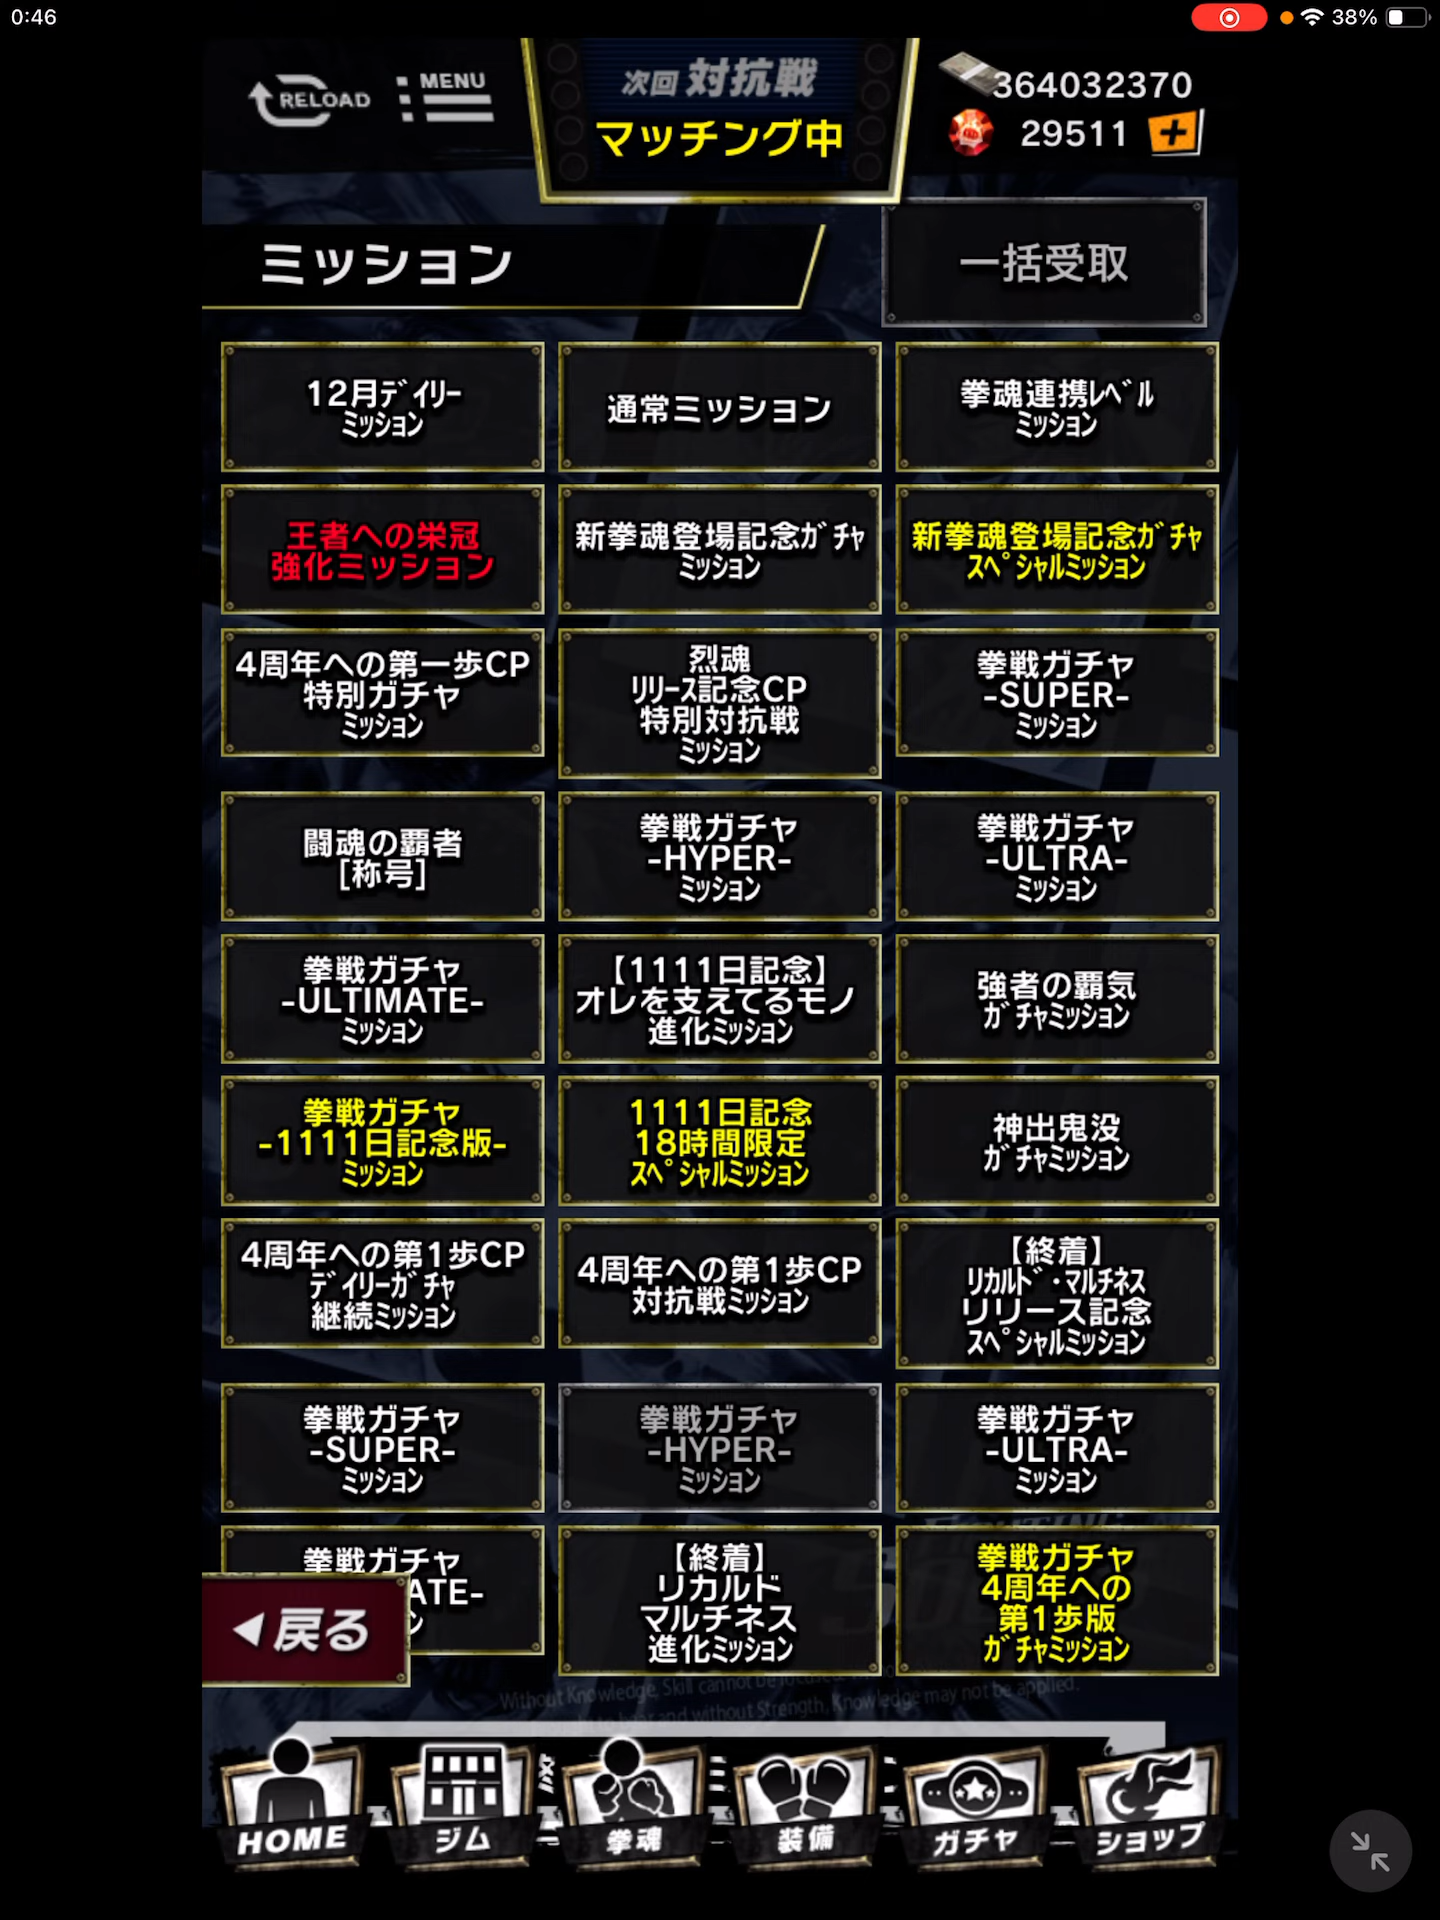 0:46
38%
RELOAD
MENU
次回 対抗戦
マッチング中
364032370
29511
ミッション
一括受取
12月ﾃﾞｲﾘｰ
ﾐｯｼｮﾝ
通常ミッション
拳魂連携ﾚﾍﾞﾙ
ﾐｯｼｮﾝ
王者への栄冠
強化ミッション
新拳魂登場記念ｶﾞﾁｬ
ﾐｯｼｮﾝ
新拳魂登場記念ｶﾞﾁｬ
ｽﾍﾟｼｬﾙﾐｯｼｮﾝ
4周年への第一歩CP
特別ガチャ
ﾐｯｼｮﾝ
烈魂
ﾘﾘｰｽ記念CP
特別対抗戦
ﾐｯｼｮﾝ
拳戦ガチャ
-SUPER-
ﾐｯｼｮﾝ
闘魂の覇者
[称号]
拳戦ガチャ
-HYPER-
ﾐｯｼｮﾝ
拳戦ガチャ
-ULTRA-
ﾐｯｼｮﾝ
拳戦ガチャ
-ULTIMATE-
ﾐｯｼｮﾝ
【1111日記念】
オレを支えてるモノ
進化ﾐｯｼｮﾝ
強者の覇気
ｶﾞﾁｬﾐｯｼｮﾝ
拳戦ガチャ
-1111日記念版-
ﾐｯｼｮﾝ
1111日記念
18時間限定
ｽﾍﾟｼｬﾙﾐｯｼｮﾝ
神出鬼没
ｶﾞﾁｬﾐｯｼｮﾝ
4周年への第1歩CP
ﾃﾞｲﾘｰｶﾞﾁｬ
継続ﾐｯｼｮﾝ
4周年への第1歩CP
対抗戦ﾐｯｼｮﾝ
【終着】
ﾘｶﾙﾄﾞ・ﾏﾙﾁﾈｽ
リリース記念
ｽﾍﾟｼｬﾙﾐｯｼｮﾝ
拳戦ガチャ
-SUPER-
ﾐｯｼｮﾝ
拳戦ガチャ
-HYPER-
ﾐｯｼｮﾝ
拳戦ガチャ
-ULTRA-
ﾐｯｼｮﾝ
拳戦ガチャ
ATE-
ﾝ
【終着】
リカルド
マルチネス
進化ﾐｯｼｮﾝ
拳戦ガチャ
4周年への
第1歩版
ｶﾞﾁｬﾐｯｼｮﾝ
戻る
Without Knowledge, Skill cannot be focused.
and without Strength, Knowledge may not be applied.
HOME
ジム
拳魂
装備
ガチャ
ショップ